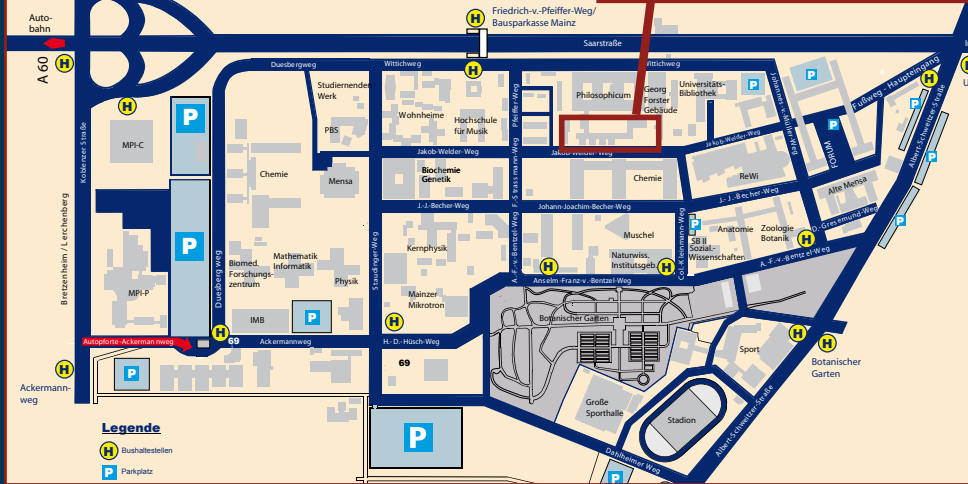 Friedrich-v.-Pfeiffer-Weg/
Bausparkasse Mainz
H
Auto-
bahn
A 60
H
H
H
Saarstraße
Duesbergweg
Wittichweg
Wittichweg
Fußweg - Haupteingang
H
Studierenden
Werk
PBS
Wohnheime
Hochschule
für Musik
Pfeiffer-Weg
Philosophicum
Georg
Forster
Gebäude
Universitäts-
Bibliothek
P
P
P
P
P
Johannes-v.-Müller-Weg
FORUM
Albert-Schweitzer-Straße
Koblenzer Straße
MPI-C
Chemie
Mensa
Jakob-Welder- Weg
Jakob-Welder-Weg
Jakob-Welder-Weg
Biochemie
Genetik
F.-Strassmann-Weg
Chemie
ReWi
P
Alte Mensa
J.-J.-Becher-Weg
Johann-Joachim-Becher-Weg
J.- J.-Becher-Weg
D.-Gresemund-Weg
P
Bretzenheim / Lerchenberg
P
Duesberg weg
Staudingerweg
Kernphysik
A.-F.-v.-Bentzel-Weg
Muschel
Naturwiss.
Institutsgeb.
Col.-Kleinmann-Weg
P
SB II
Sozial.-
Wissenschaften
Anatomie
Zoologie
Botanik
H
A.-F.-v.-Bentzel-Weg
Biomed.
Forschungs-
zentrum
Mathematik
Informatik
Physik
MPI-P
Mainzer
Mikrotron
H
H
Anselm-Franz-v.-Bentzel-Weg
IMB
P
H
Botanischer Garten
H
H
H
Autopforte-Ackermannweg
69
Ackermannweg
H.- D.-Hüsch-Weg
69
Sport
Botanischer
Garten
H
Ackermann-
weg
P
Große
Sporthalle
Stadion
Albert-Schweitzer-Straße
Legende
H
Bushaltestellen
P
Parkplatz
P
Dahlheimer Weg
P